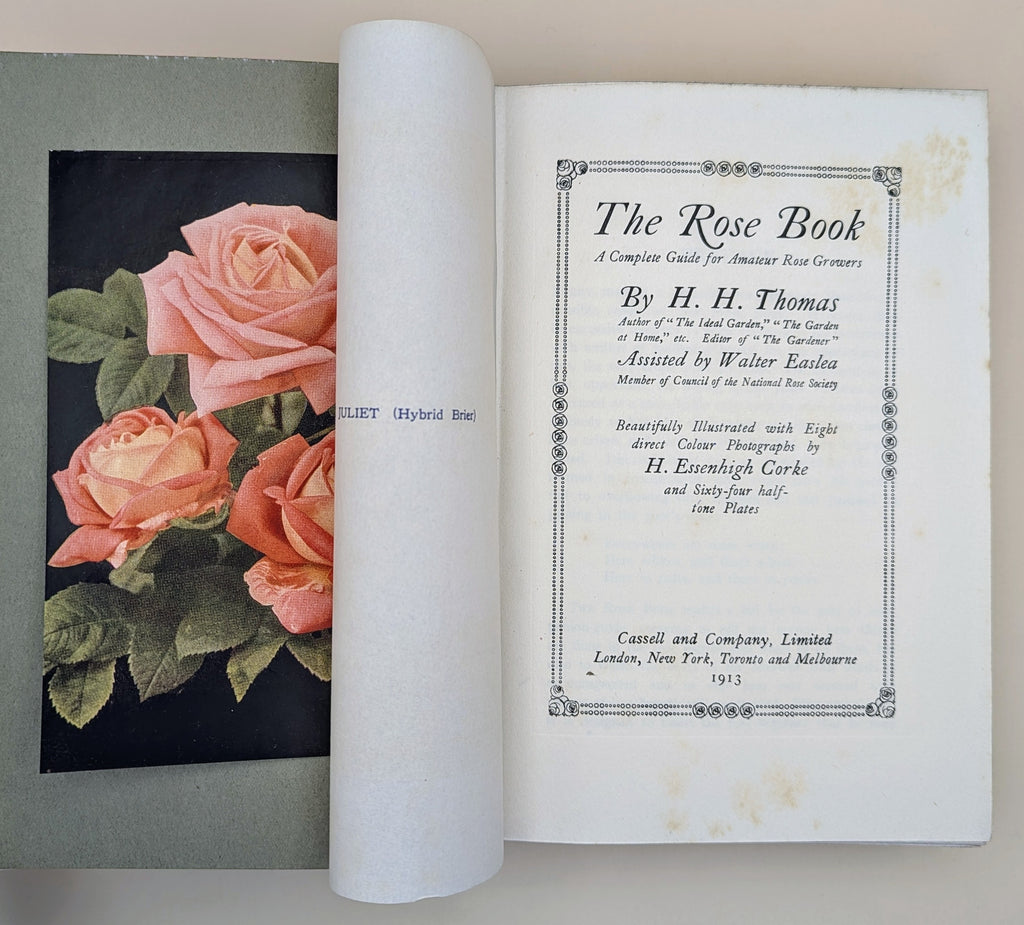 JULIET (Hybrid Brier)
The Rose Book
A Complete Guide for Amateur Rose Growers
By H. H. Thomas
Author of "The Ideal Garden," "The Garden
at Home," etc. Editor of "The Gardener"
Assisted by Walter Easlea
Member of Council of the National Rose Society
Beautifully Illustrated with Eight
direct Colour Photographs by
H. Essenhigh Corke
and Sixty-four half-
tone Plates
Cassell and Company, Limited
London, New York, Toronto and Melbourne
1913